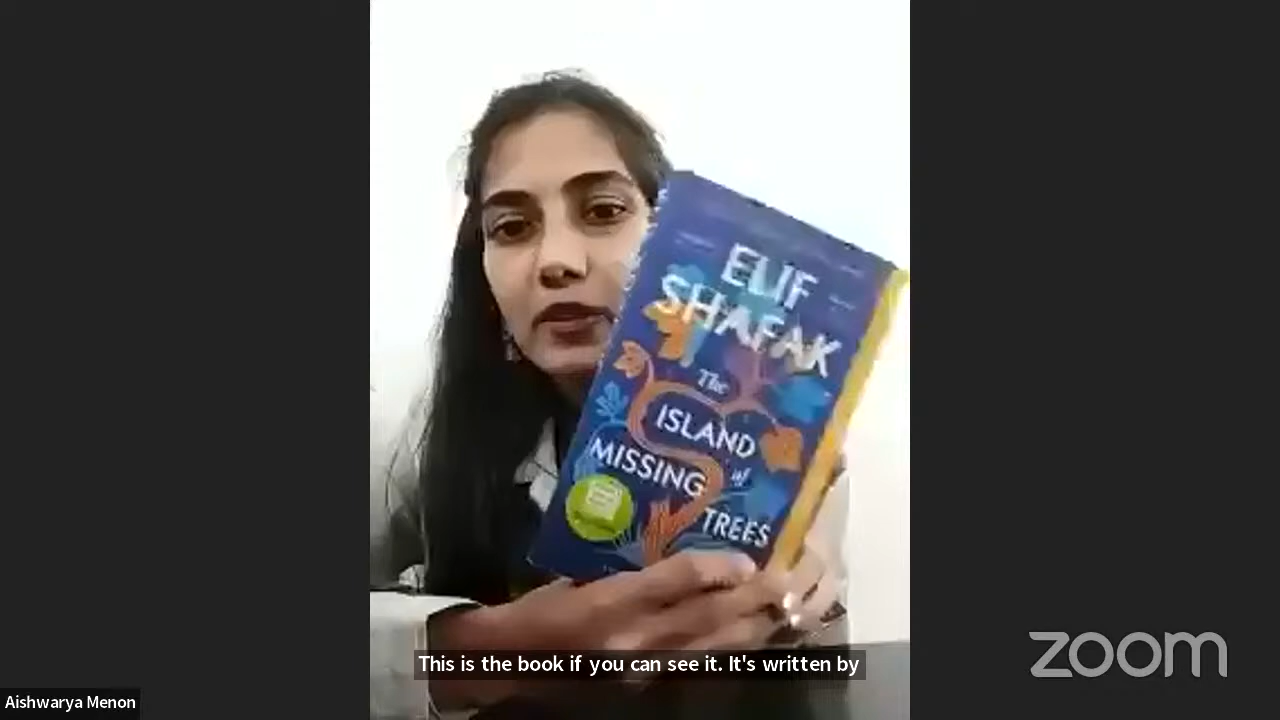 ELIF
SHAFAK
The
ISLAND
of
MISSING
TREES
This is the book if you can see it. It's written by
zoom
Aishwarya Menon